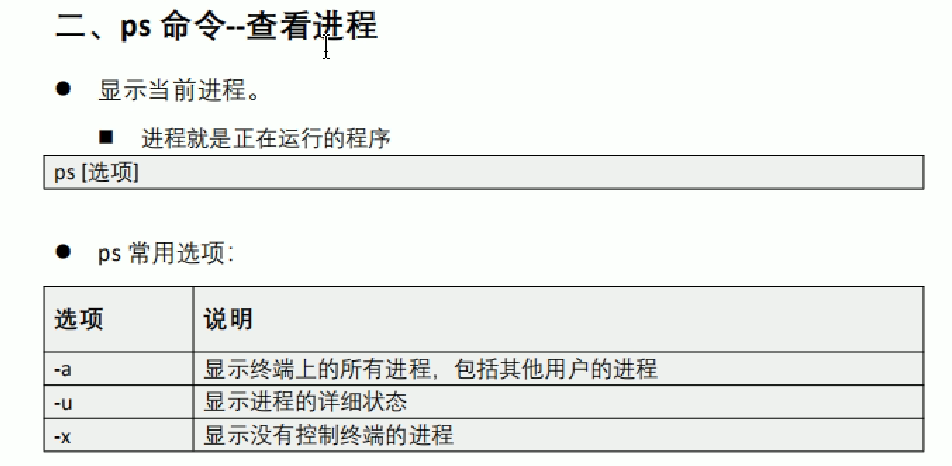 二、ps 命令--查看进程
● 显示当前进程。
■ 进程就是正在运行的程序
ps [选项]
● ps 常用选项：
选项 说明
-a 显示终端上的所有进程，包括其他用户的进程
-u 显示进程的详细状态
-x 显示没有控制终端的进程